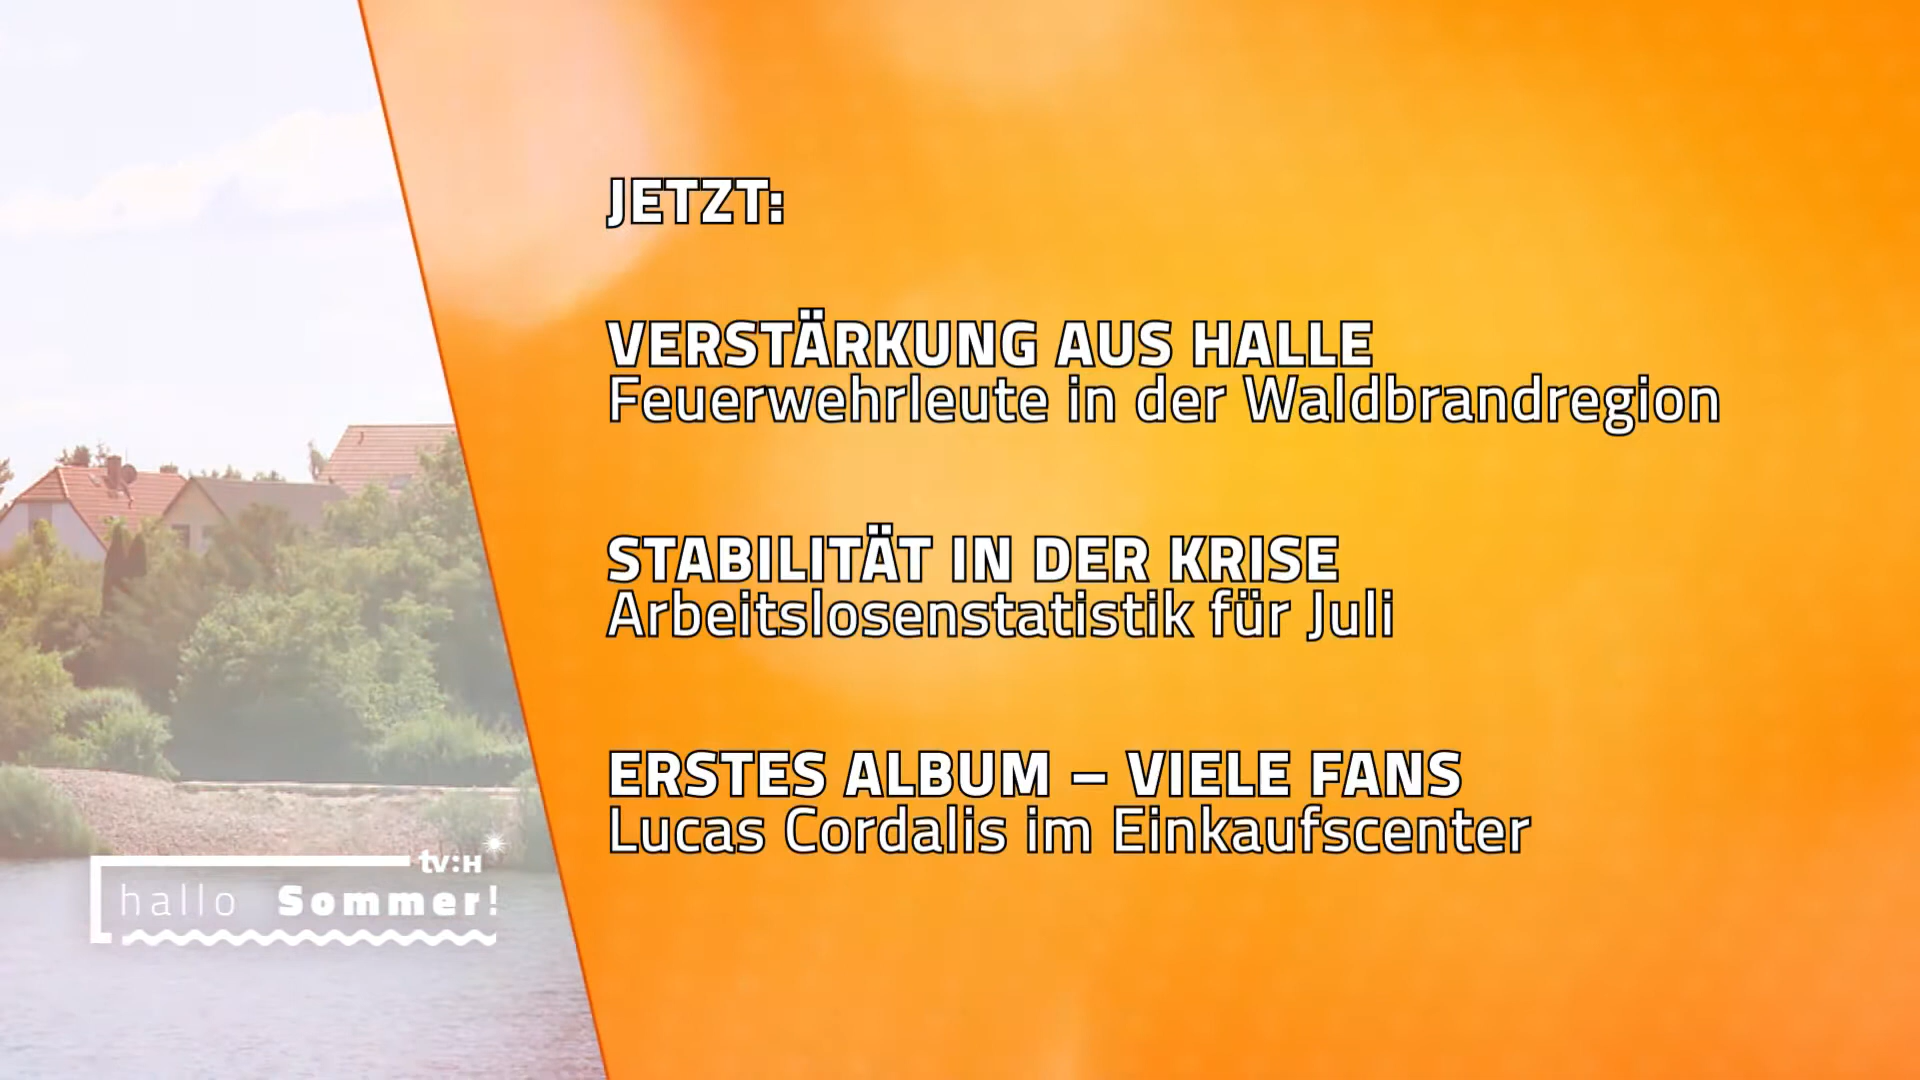 JETZT:
VERSTÄRKUNG AUS HALLE
Feuerwehrleute in der Waldbrandregion
STABILITÄT IN DER KRISE
Arbeitslosenstatistik für Juli
ERSTES ALBUM – VIELE FANS
Lucas Cordalis im Einkaufscenter
tv:H
hallo Sommer!